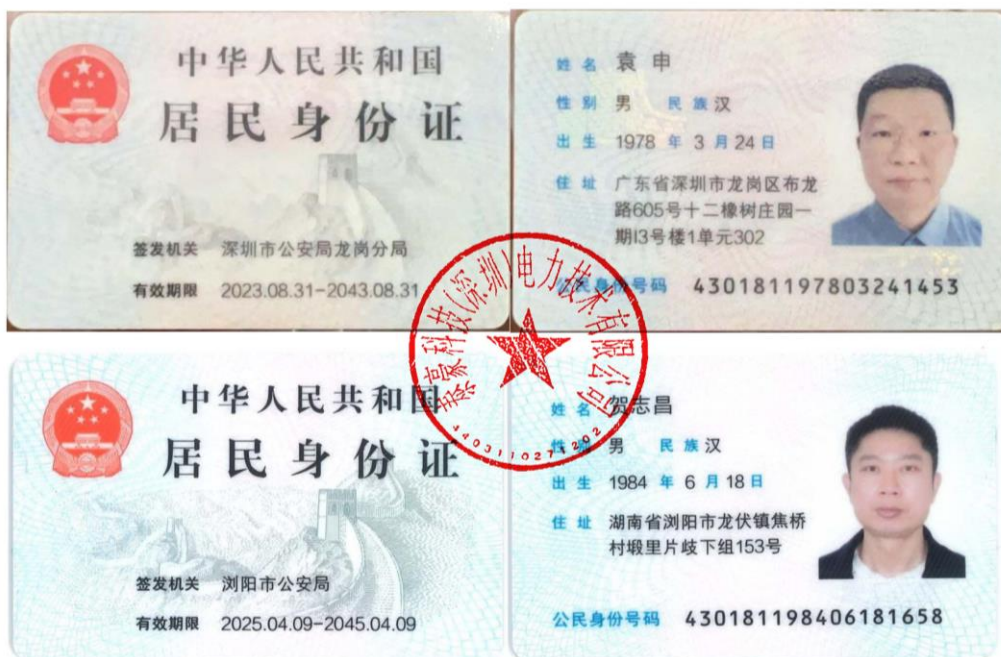 中华人民共和国
居民身份证
签发机关 深圳市公安局龙岗分局
有效期限 2023.08.31-2043.08.31
姓名 袁申
性别 男 民族 汉
出生 1978 年 3 月 24 日
住址 广东省深圳市龙岗区布龙
路605号十二橡树庄园一
期I3号楼1单元302
公民身份号码 430181197803241453
科技(深圳)电力技术有限公司
中华人民共和国
居民身份证
签发机关 浏阳市公安局
有效期限 2025.04.09-2045.04.09
姓名 贺志昌
性别 男 民族 汉
出生 1984 年 6 月 18 日
住址 湖南省浏阳市龙伏镇焦桥
村塅里片歧下组153号
公民身份号码 430181198406181658